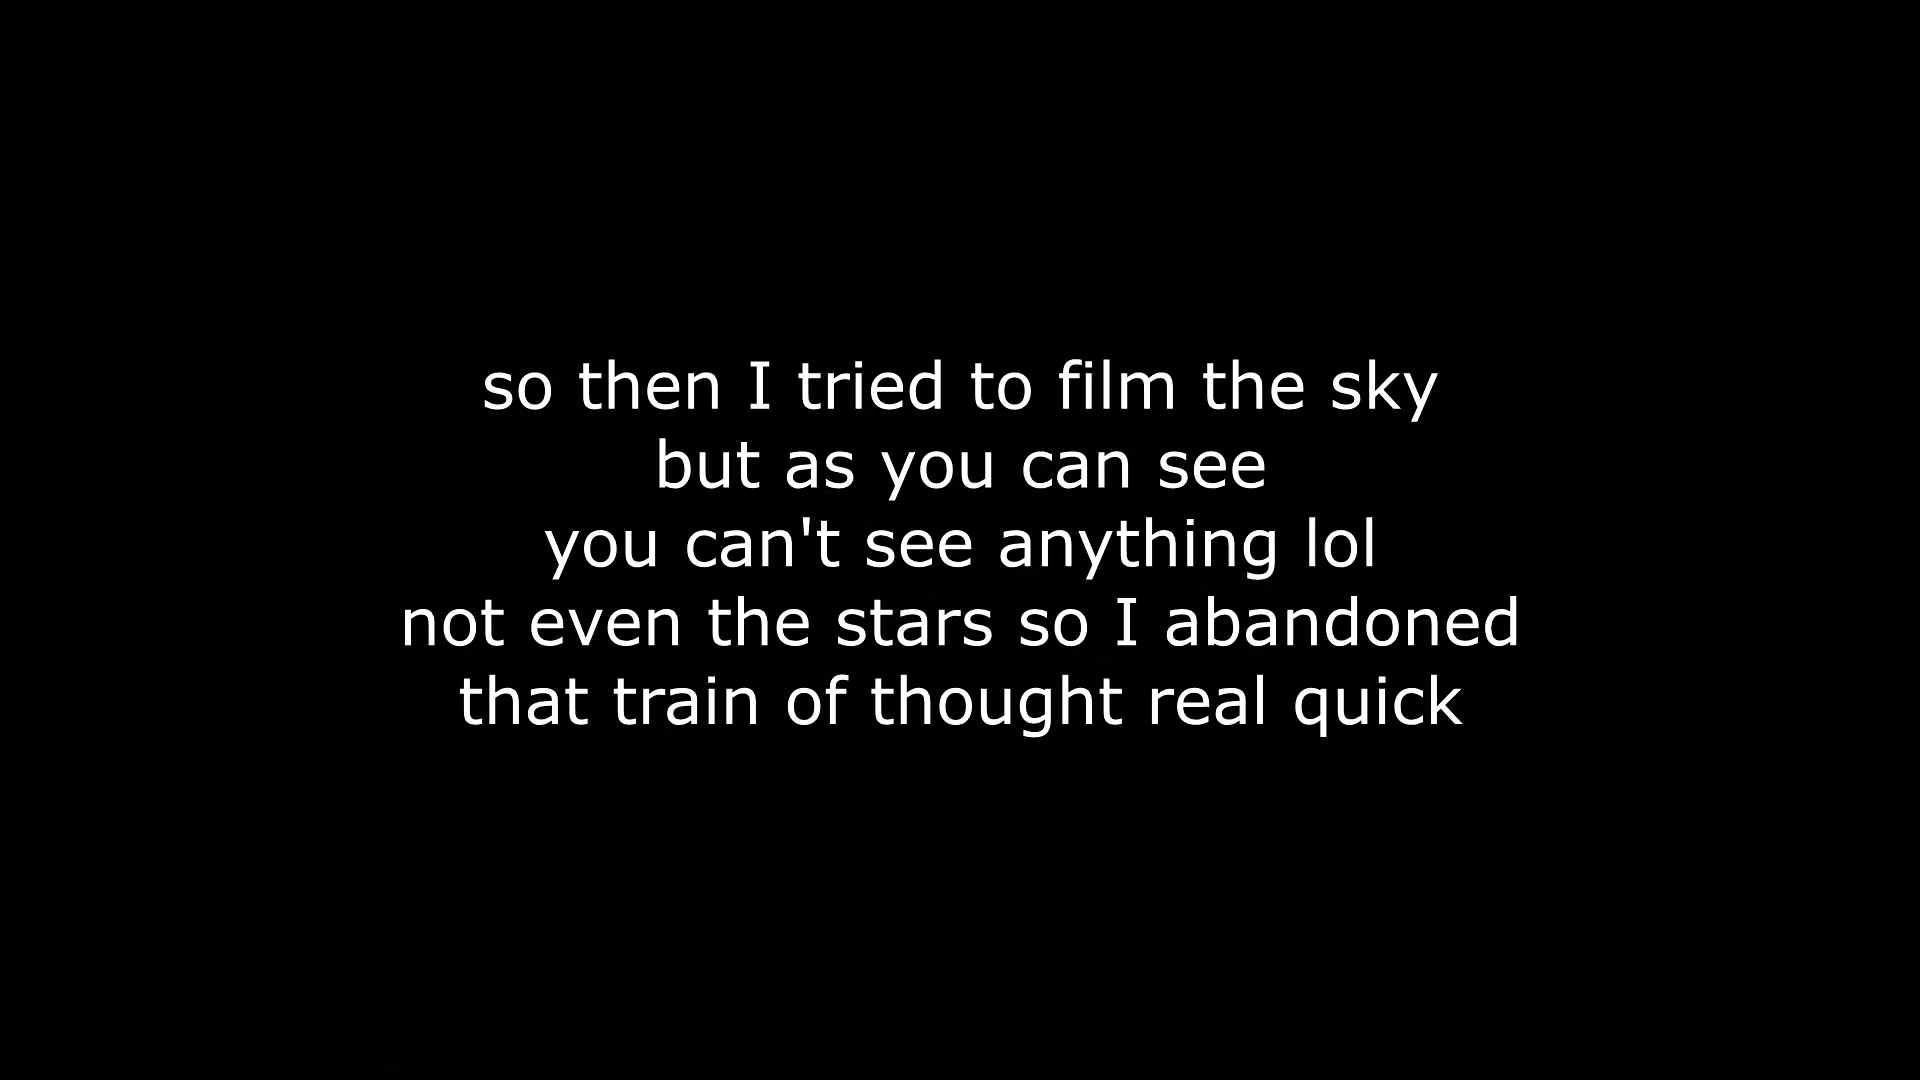 so then I tried to film the sky
but as you can see
you can't see anything lol
not even the stars so I abandoned
that train of thought real quick